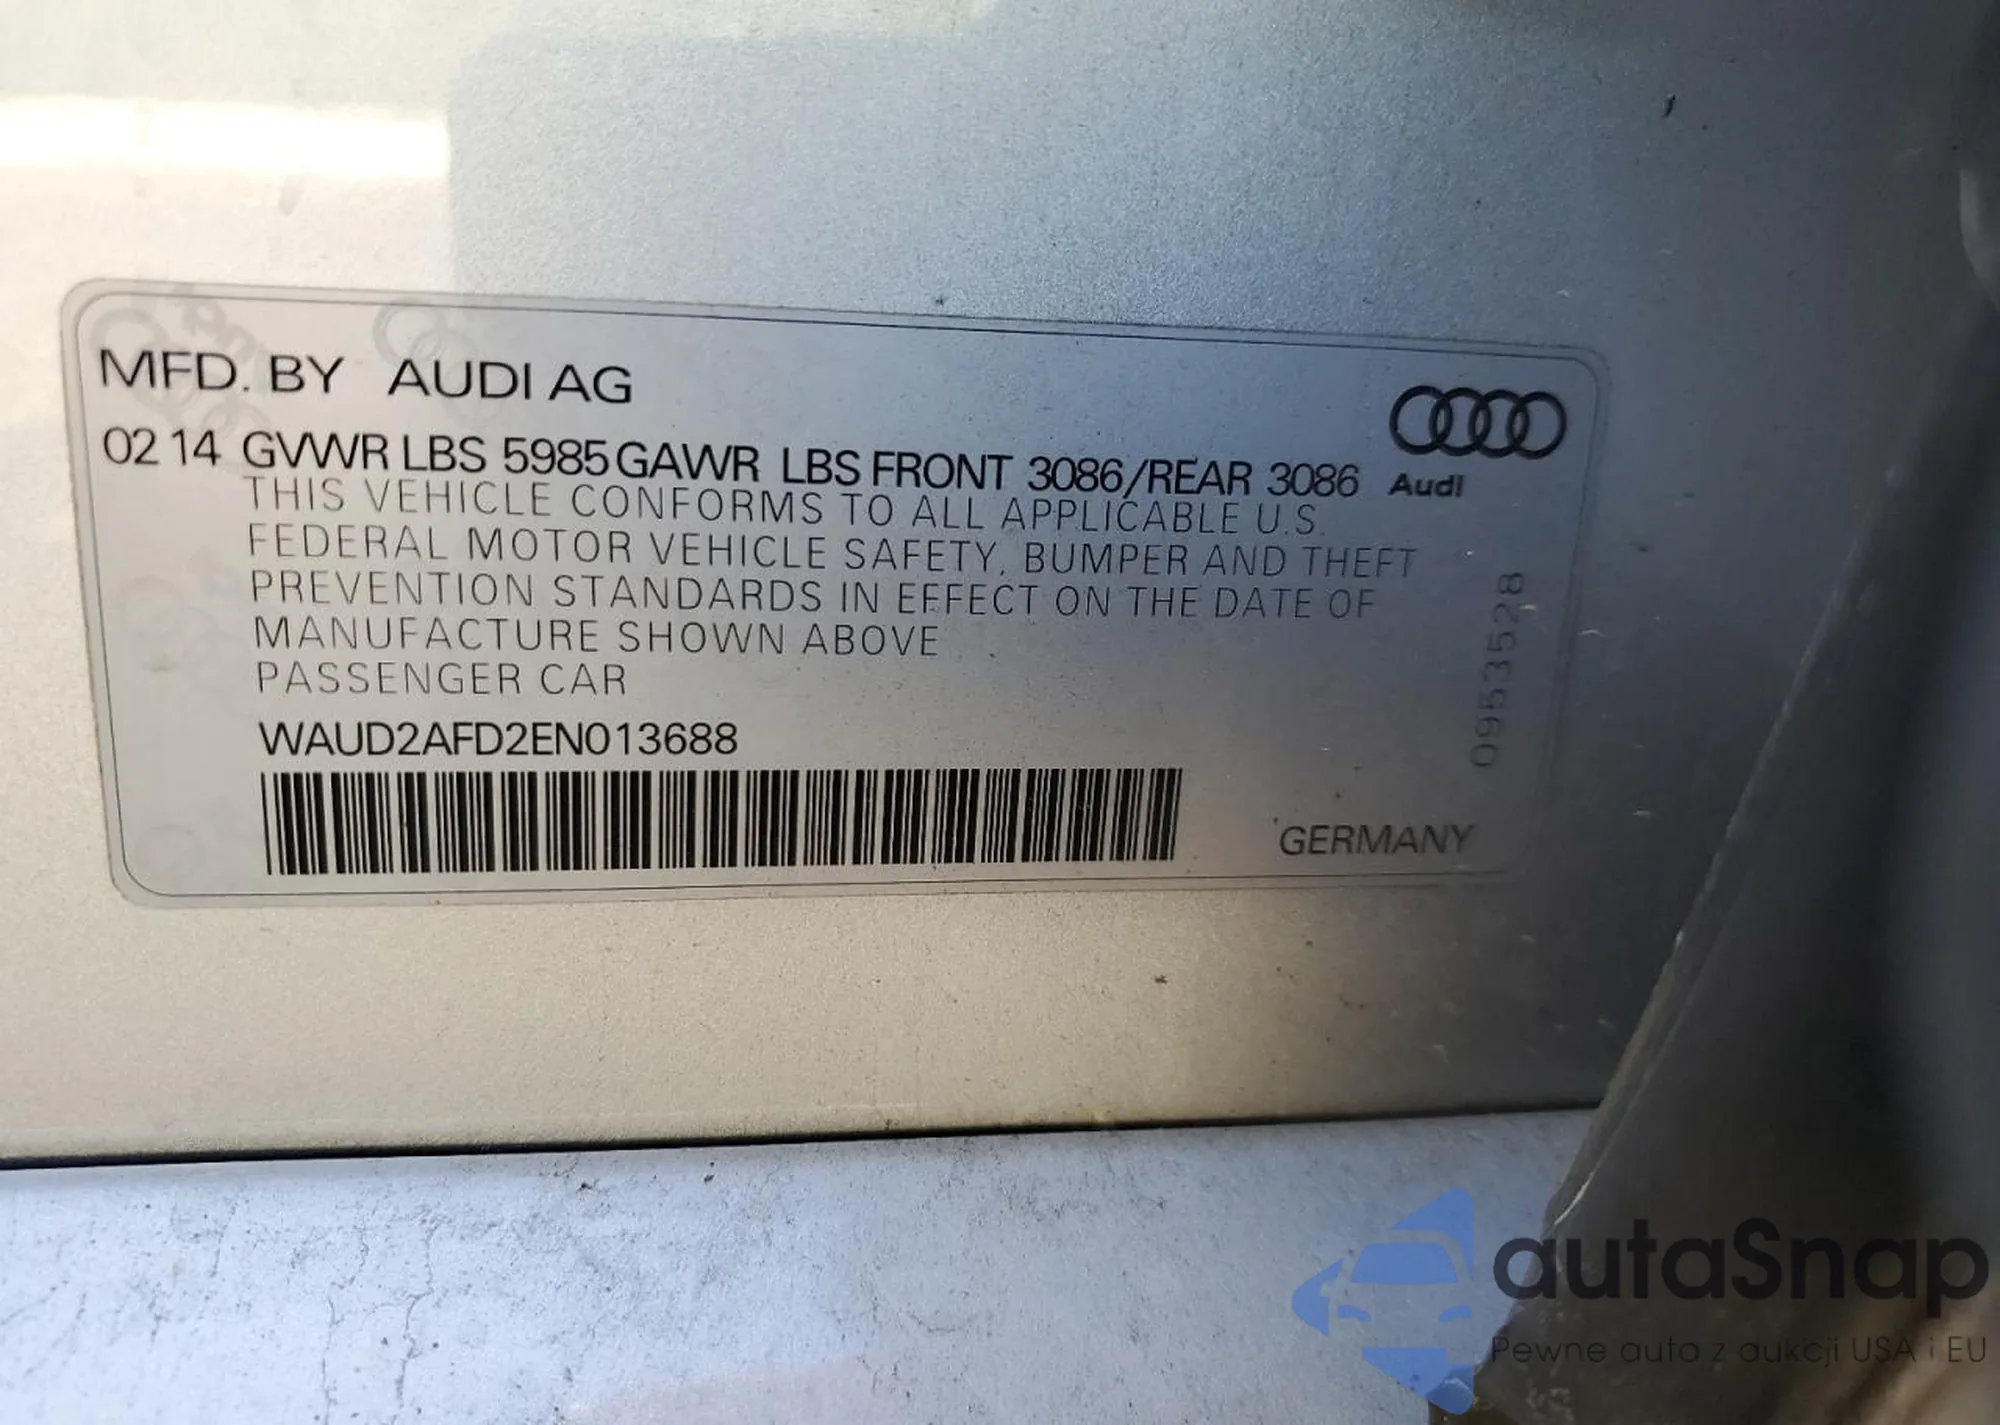 MFD. BY AUDI AG
02 14 GVWR LBS 5985 GAWR LBS FRONT 3086/REAR 3086
Audi
THIS VEHICLE CONFORMS TO ALL APPLICABLE U.S.
FEDERAL MOTOR VEHICLE SAFETY, BUMPER AND THEFT
PREVENTION STANDARDS IN EFFECT ON THE DATE OF
MANUFACTURE SHOWN ABOVE
PASSENGER CAR
WAUD2AFD2EN013688
GERMANY
0953528
autaSnap
Pewne auta z aukcji USA i EU